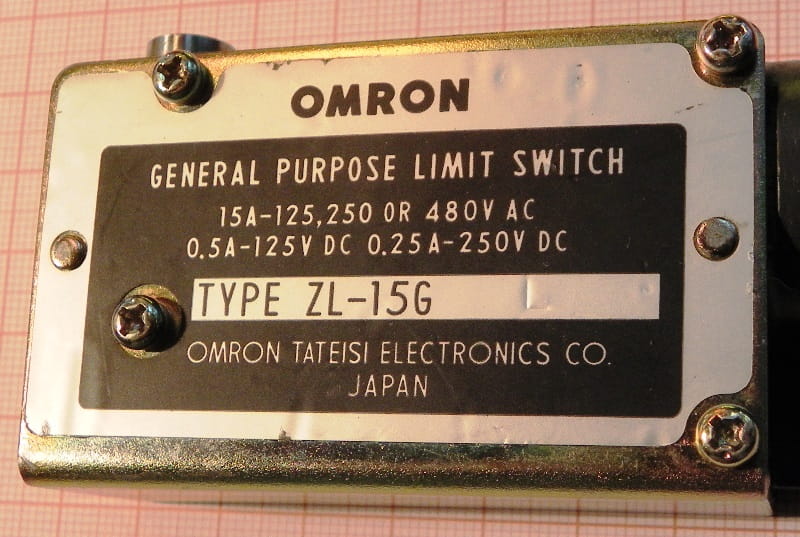 OMRON
GENERAL PURPOSE LIMIT SWITCH
15A-125,250 OR 480V AC
0.5A-125V DC 0.25A-250V DC
TYPE ZL-15G
OMRON TATEISI ELECTRONICS CO.
JAPAN